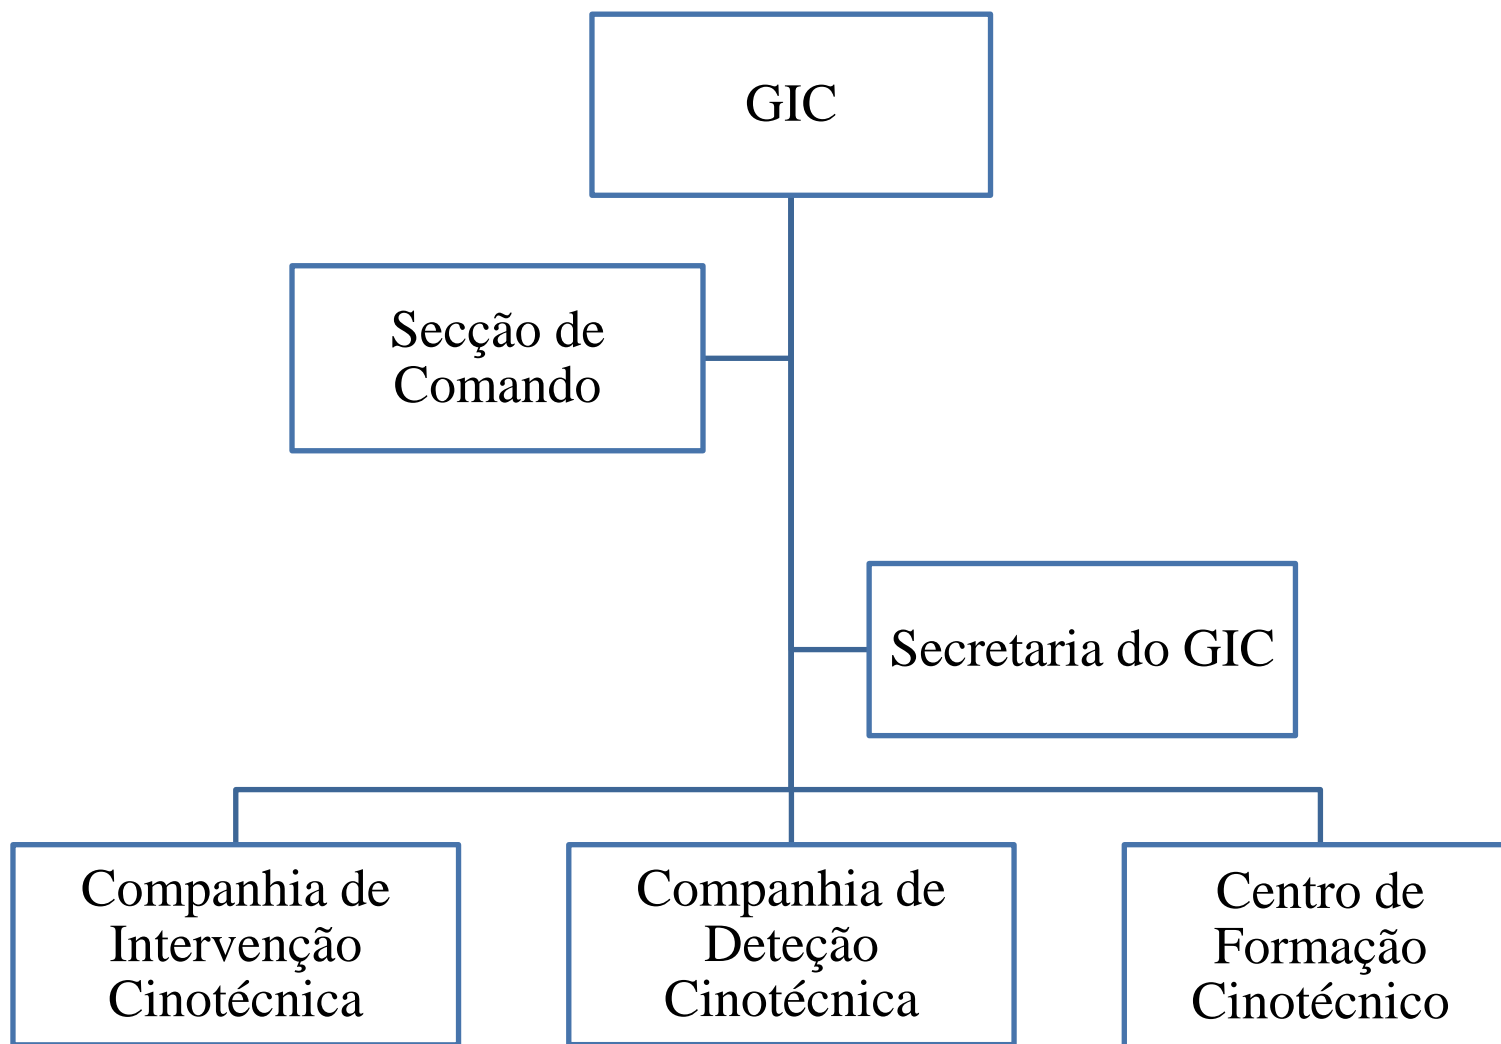 GIC
Secção de
Comando
Secretaria do GIC
Companhia de
Intervenção
Cinotécnica
Companhia de
Deteção
Cinotécnica
Centro de
Formação
Cinotécnico